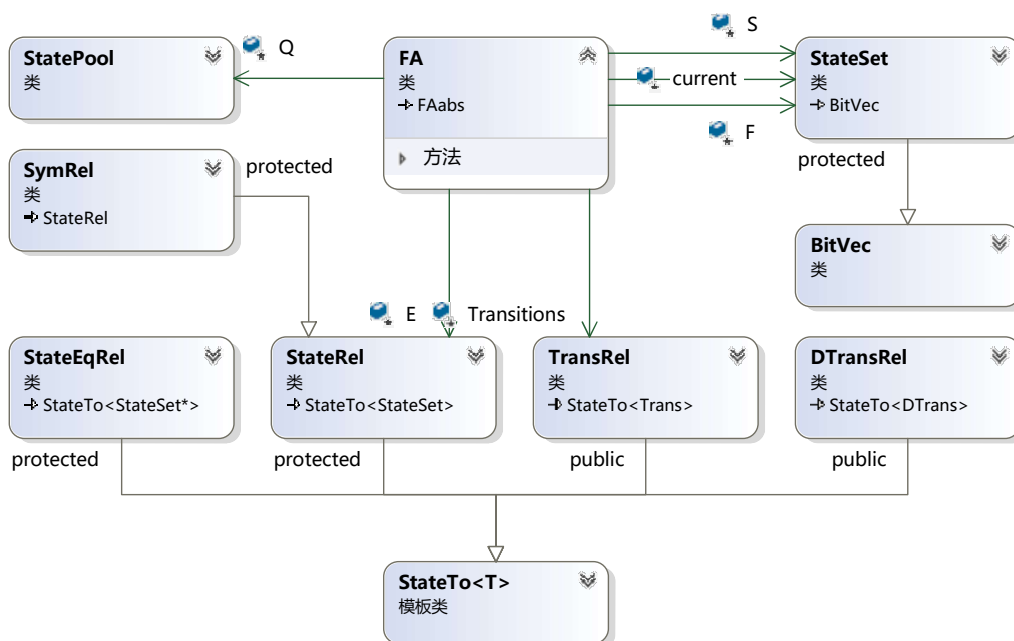 StatePool
类
Q
FA
类
FAabs
方法
S
current
F
StateSet
类
BitVec
protected
SymRel
类
StateRel
protected
BitVec
类
E
Transitions
StateEqRel
类
StateTo<StateSet*>
protected
StateRel
类
StateTo<StateSet>
protected
TransRel
类
StateTo<Trans>
public
DTransRel
类
StateTo<DTrans>
public
StateTo<T>
模板类